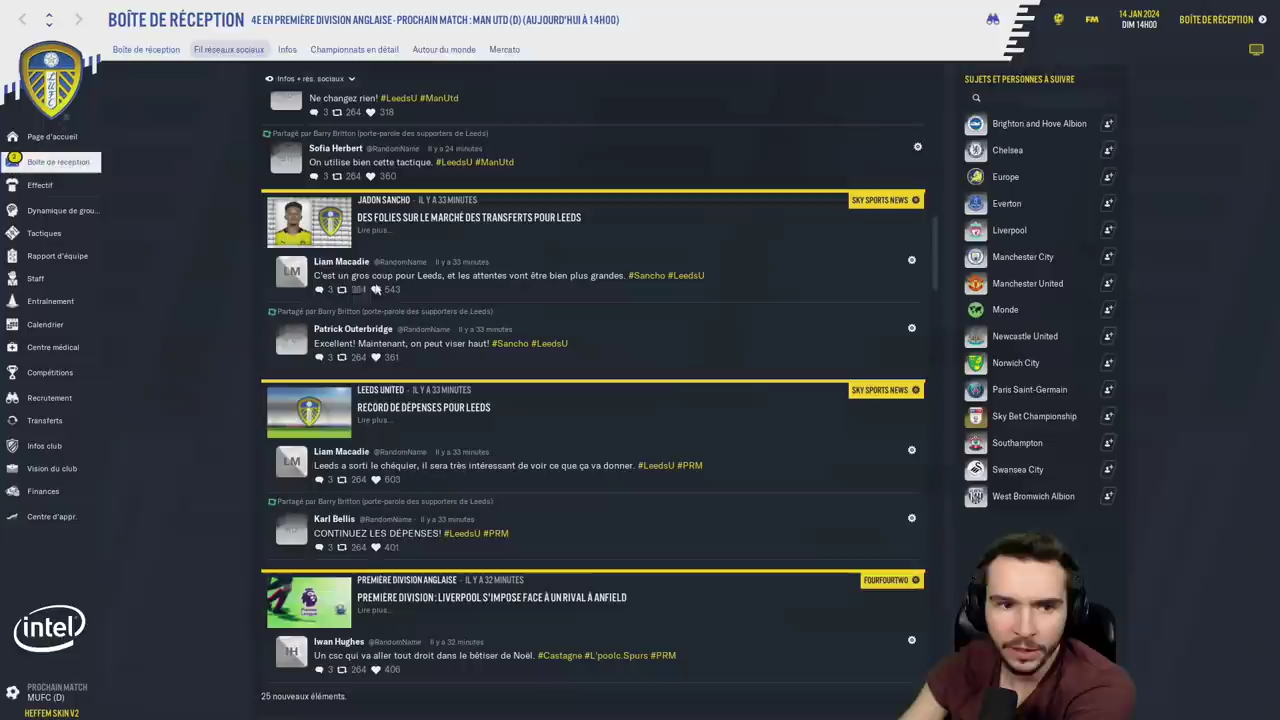 BOÎTE DE RÉCEPTION
4E EN PREMIÈRE DIVISION ANGLAISE - PROCHAIN MATCH : MAN UTD (D) (AUJOURD'HUI À 14H00)
FM
14 JAN 2024
DIM 14H00
BOÎTE DE RÉCEPTION
Boîte de réception
Fil réseaux sociaux
Infos
Championnats en détail
Autour du monde
Mercato
Page d'accueil
2
Boîte de réception
Effectif
Dynamique de grou...
Tactiques
Rapport d'équipe
Staff
Entraînement
Calendrier
Centre médical
Compétitions
Recrutement
Transferts
Infos club
Vision du club
Finances
Centre d'appr.
intel
PROCHAIN MATCH
MUFC (D)
HEFFEM SKIN V2
Infos + rés. sociaux
Ne changez rien! #LeedsU #ManUtd
3 264 318
Partagé par Barry Britton (porte-parole des supporters de Leeds)
Sofia Herbert @RandomName Il y a 24 minutes
On utilise bien cette tactique. #LeedsU #ManUtd
3 264 360
JADON SANCHO - IL Y A 33 MINUTES
SKY SPORTS NEWS
DES FOLIES SUR LE MARCHÉ DES TRANSFERTS POUR LEEDS
Lire plus...
LM
Liam Macadie @RandomName Il y a 33 minutes
C'est un gros coup pour Leeds, et les attentes vont être bien plus grandes. #Sancho #LeedsU
3 543
Partagé par Barry Britton (porte-parole des supporters de Leeds)
Patrick Outerbridge @RandomName Il y a 33 minutes
Excellent! Maintenant, on peut viser haut! #Sancho #LeedsU
3 264 361
LEEDS UNITED - IL Y A 33 MINUTES
SKY SPORTS NEWS
RECORD DE DÉPENSES POUR LEEDS
Lire plus...
LM
Liam Macadie @RandomName Il y a 33 minutes
Leeds a sorti le chéquier, il sera très intéressant de voir ce que ça va donner. #LeedsU #PRM
3 264 603
Partagé par Barry Britton (porte-parole des supporters de Leeds)
Karl Bellis @RandomName Il y a 33 minutes
CONTINUEZ LES DÉPENSES! #LeedsU #PRM
3 264 401
PREMIÈRE DIVISION ANGLAISE - IL Y A 32 MINUTES
FOURFOURTWO
PREMIÈRE DIVISION : LIVERPOOL S'IMPOSE FACE À UN RIVAL À ANFIELD
Lire plus...
IH
Iwan Hughes @RandomName Il y a 32 minutes
Un csc qui va aller tout droit dans le bêtiser de Noël. #Castagne #L'poolc.Spurs #PRM
3 264 406
25 nouveaux éléments.
SUJETS ET PERSONNES À SUIVRE
Brighton and Hove Albion
Chelsea
Europe
Everton
Liverpool
Manchester City
Manchester United
Monde
Newcastle United
Norwich City
Paris Saint-Germain
Sky Bet Championship
Southampton
Swansea City
West Bromwich Albion